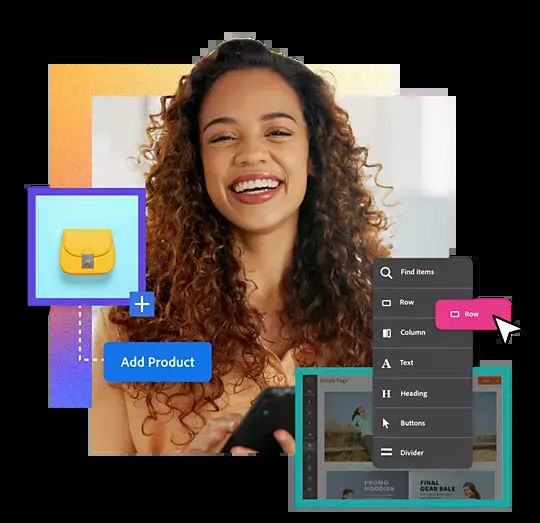 Find items
Row
Row
Column
Add Product
Text
Heading
Buttons
Divider
Simple Page
PROMO
HOODIES
FINAL
GEAR SALE